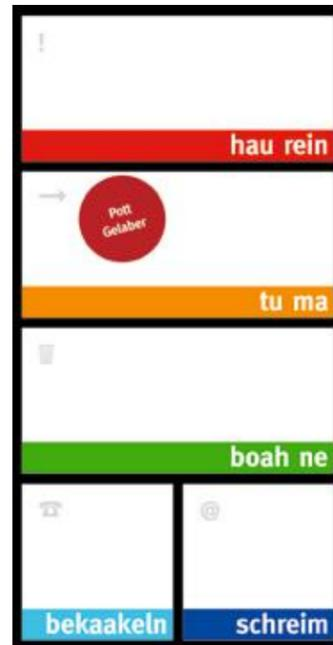 !
hau rein
Pott
Gelaber
tu ma
boah ne
@
bekaakeln
schreim